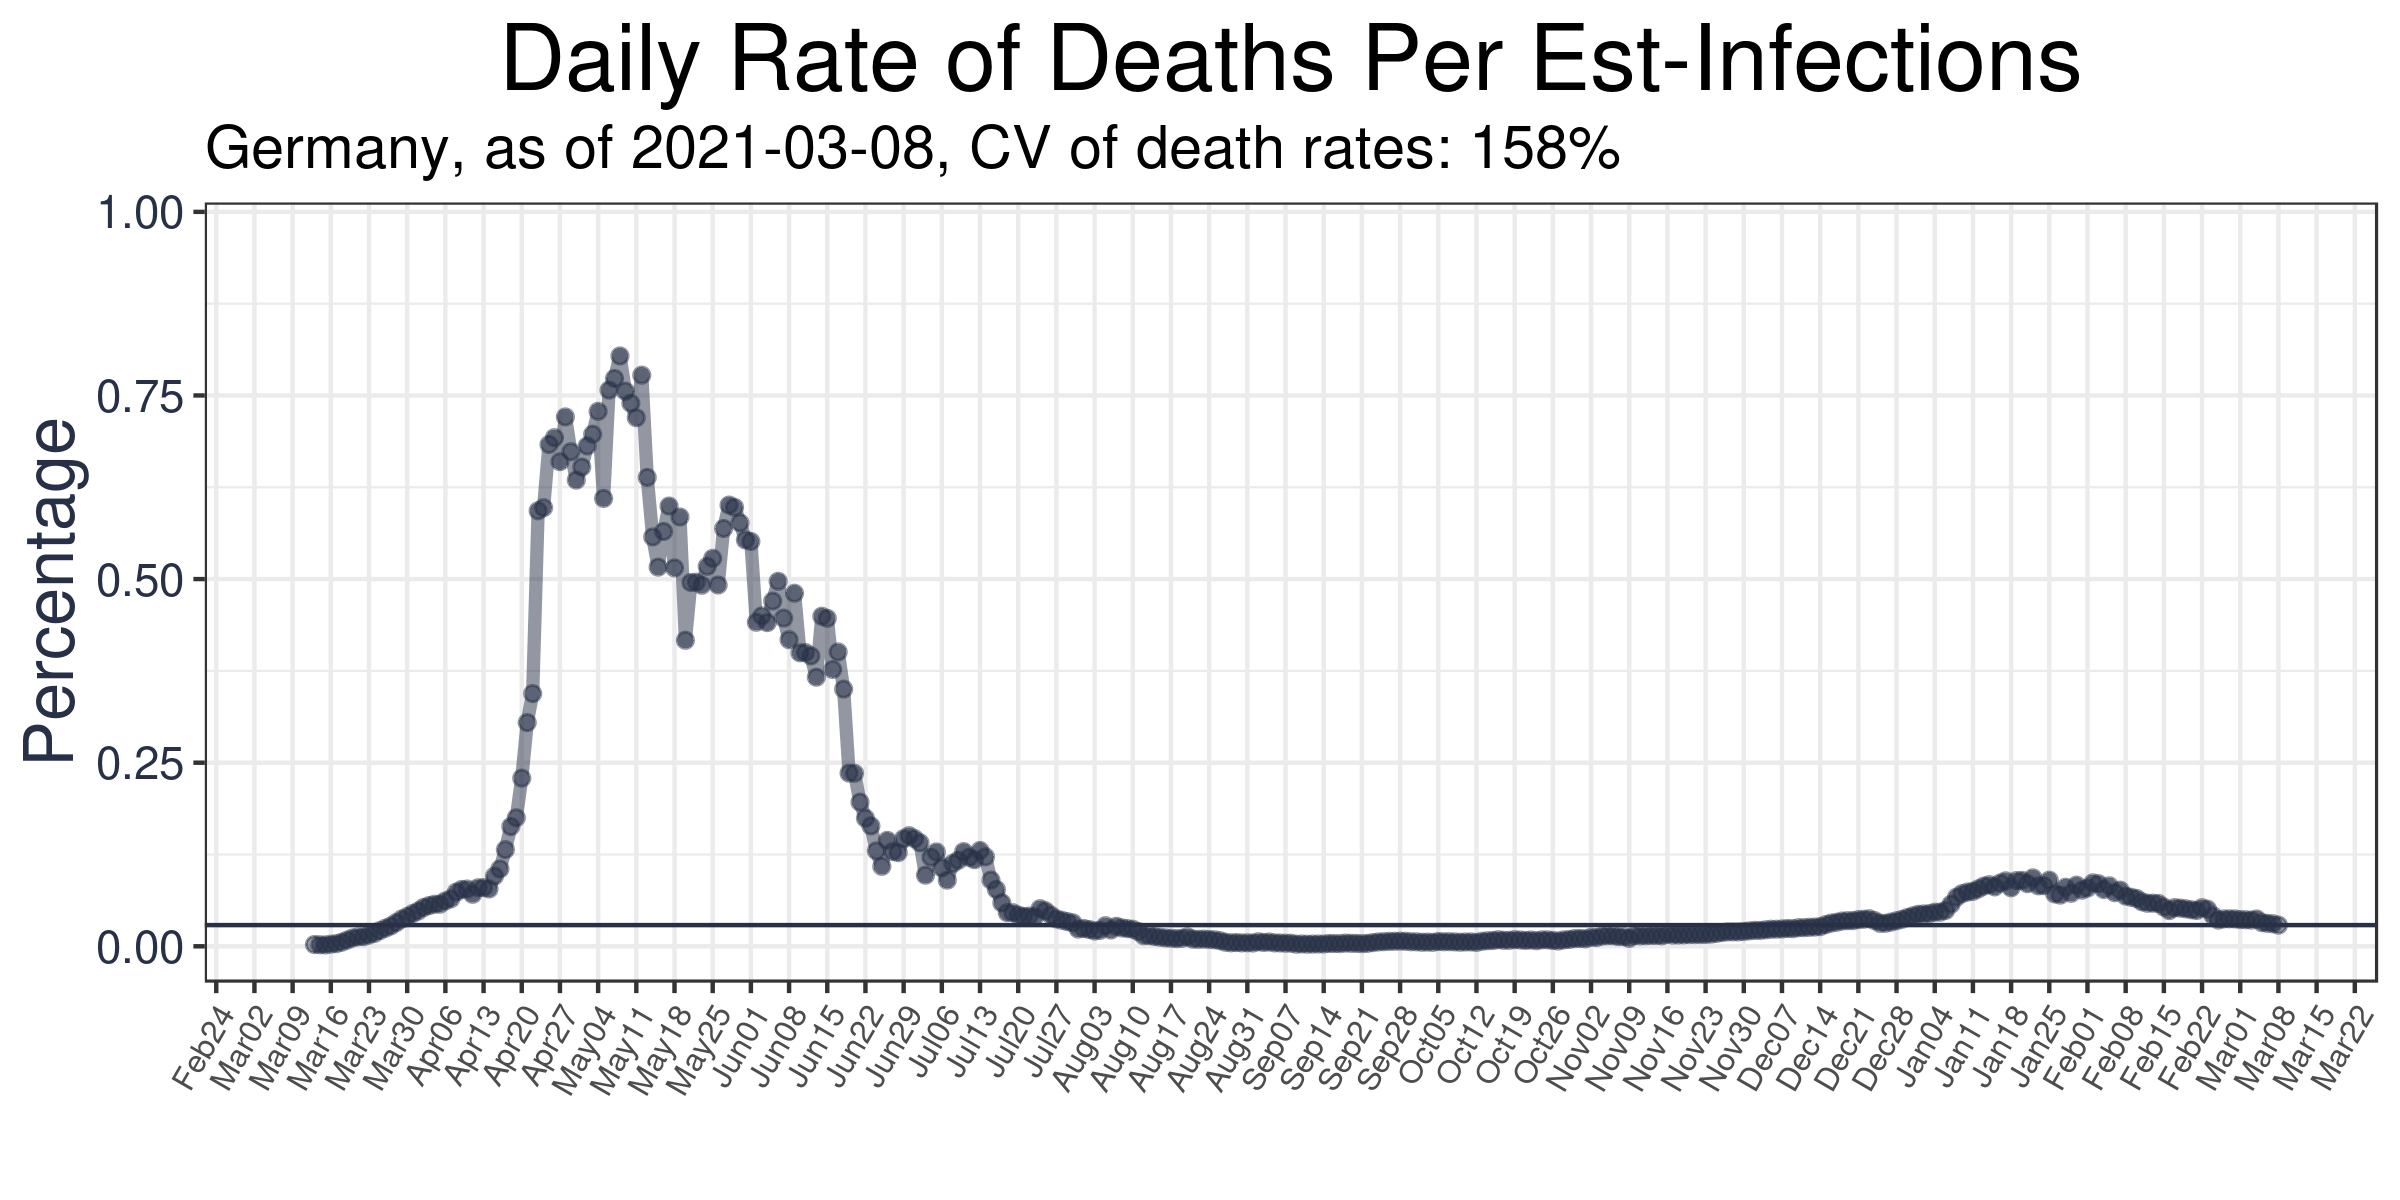 Daily Rate of Deaths Per Est-Infections
Germany, as of 2021-03-08, CV of death rates: 158%
Percentage
1.00
0.75
0.50
0.25
0.00
Feb24
Mar02
Mar09
Mar16
Mar23
Mar30
Apr06
Apr13
Apr20
Apr27
May04
May11
May18
May25
Jun01
Jun08
Jun15
Jun22
Jun29
Jul06
Jul13
Jul20
Jul27
Aug03
Aug10
Aug17
Aug24
Aug31
Sep07
Sep14
Sep21
Sep28
Oct05
Oct12
Oct19
Oct26
Nov02
Nov09
Nov16
Nov23
Nov30
Dec07
Dec14
Dec21
Dec28
Jan04
Jan11
Jan18
Jan25
Feb01
Feb08
Feb15
Feb22
Mar01
Mar08
Mar15
Mar22